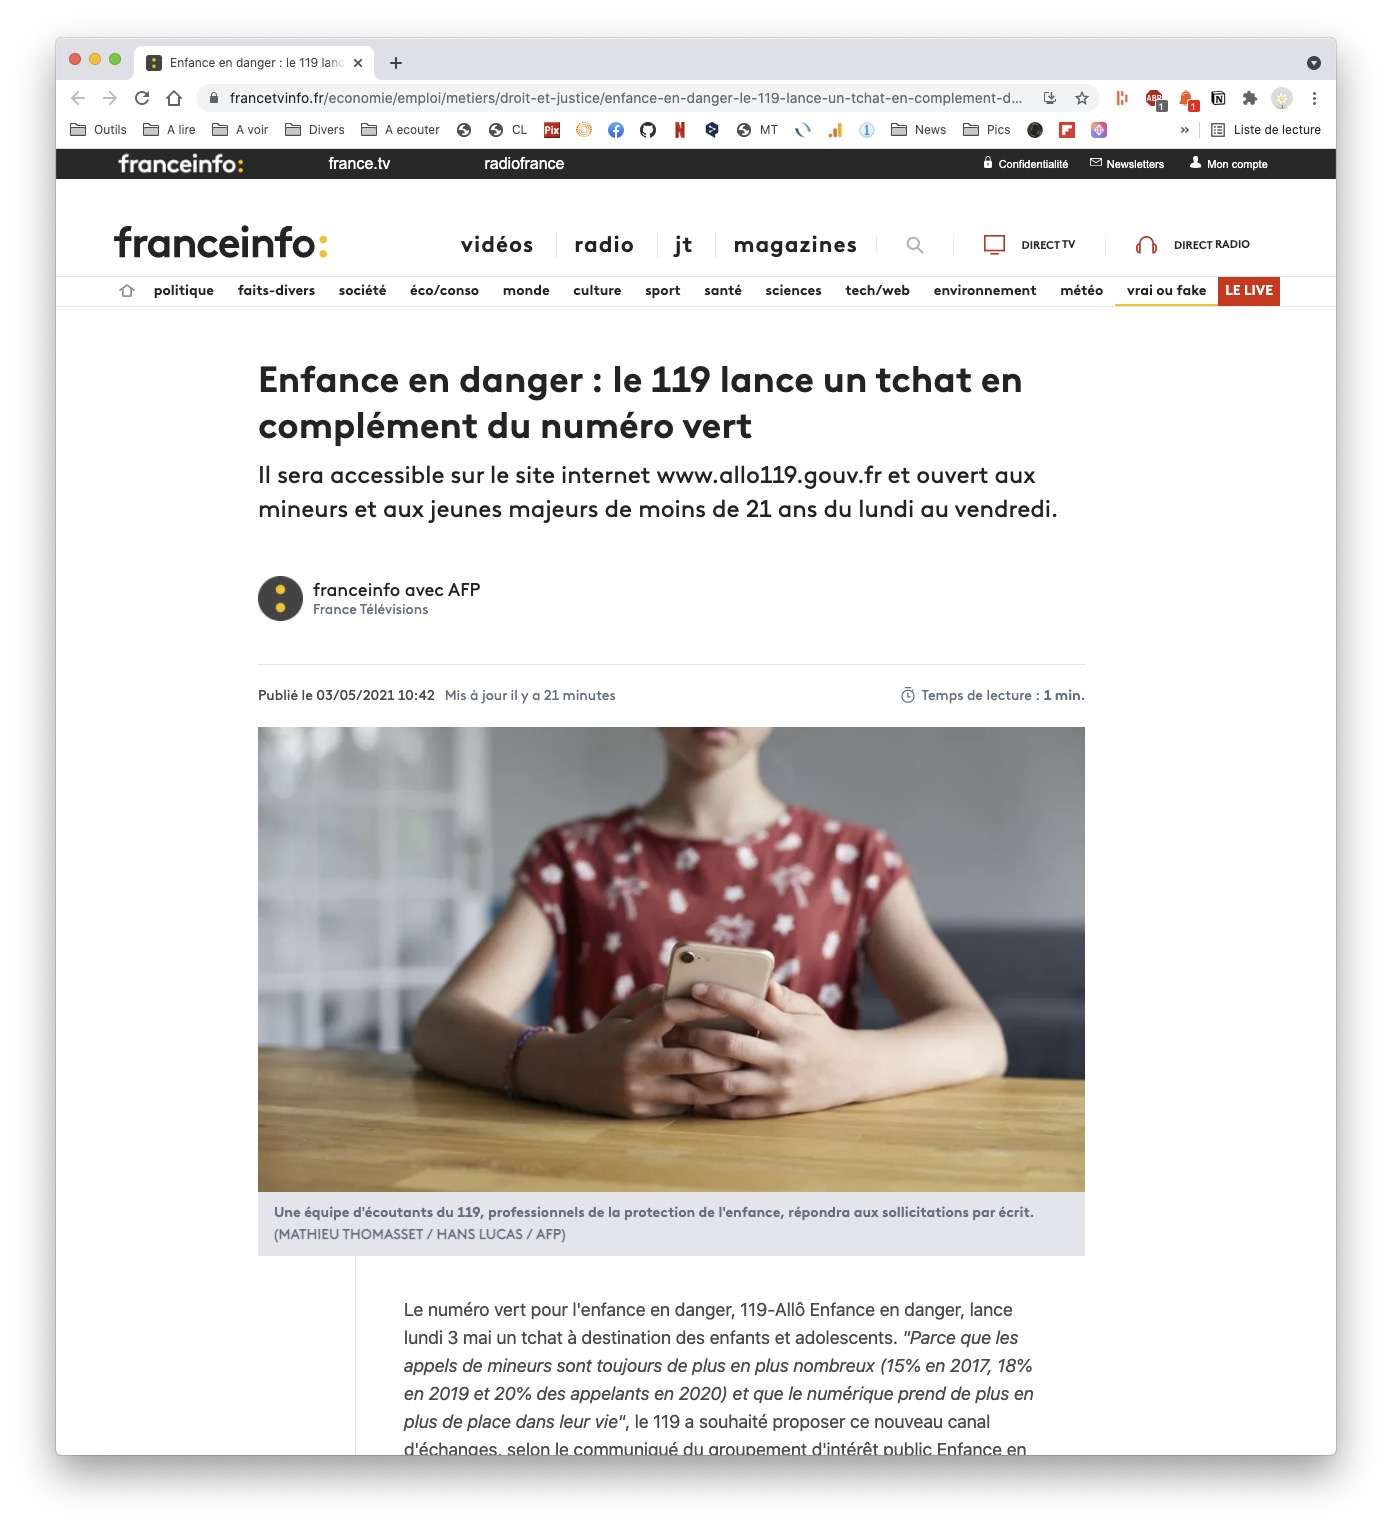 Enfance en danger : le 119 lanc
francetvinfo.fr/economie/emploi/metiers/droit-et-justice/enfance-en-danger-le-119-lance-un-tchat-en-complement-d...
ABP 1 1
Outils A lire A voir Divers A ecouter CL Pix MT News Pics » Liste de lecture
franceinfo: france.tv radiofrance Confidentialité Newsletters Mon compte
franceinfo: vidéos radio jt magazines DIRECT TV DIRECT RADIO
politique faits-divers société éco/conso monde culture sport santé sciences tech/web environnement météo vrai ou fake LE LIVE
Enfance en danger : le 119 lance un tchat en
complément du numéro vert
Il sera accessible sur le site internet www.allo119.gouv.fr et ouvert aux
mineurs et aux jeunes majeurs de moins de 21 ans du lundi au vendredi.
franceinfo avec AFP
France Télévisions
Publié le 03/05/2021 10:42 Mis à jour il y a 21 minutes Temps de lecture : 1 min.
Une équipe d'écoutants du 119, professionnels de la protection de l'enfance, répondra aux sollicitations par écrit.
(MATHIEU THOMASSET / HANS LUCAS / AFP)
Le numéro vert pour l'enfance en danger, 119-Allô Enfance en danger, lance
lundi 3 mai un tchat à destination des enfants et adolescents. "Parce que les
appels de mineurs sont toujours de plus en plus nombreux (15% en 2017, 18%
en 2019 et 20% des appelants en 2020) et que le numérique prend de plus en
plus de place dans leur vie", le 119 a souhaité proposer ce nouveau canal
d'échanges, selon le communiqué du groupement d'intérêt public Enfance en